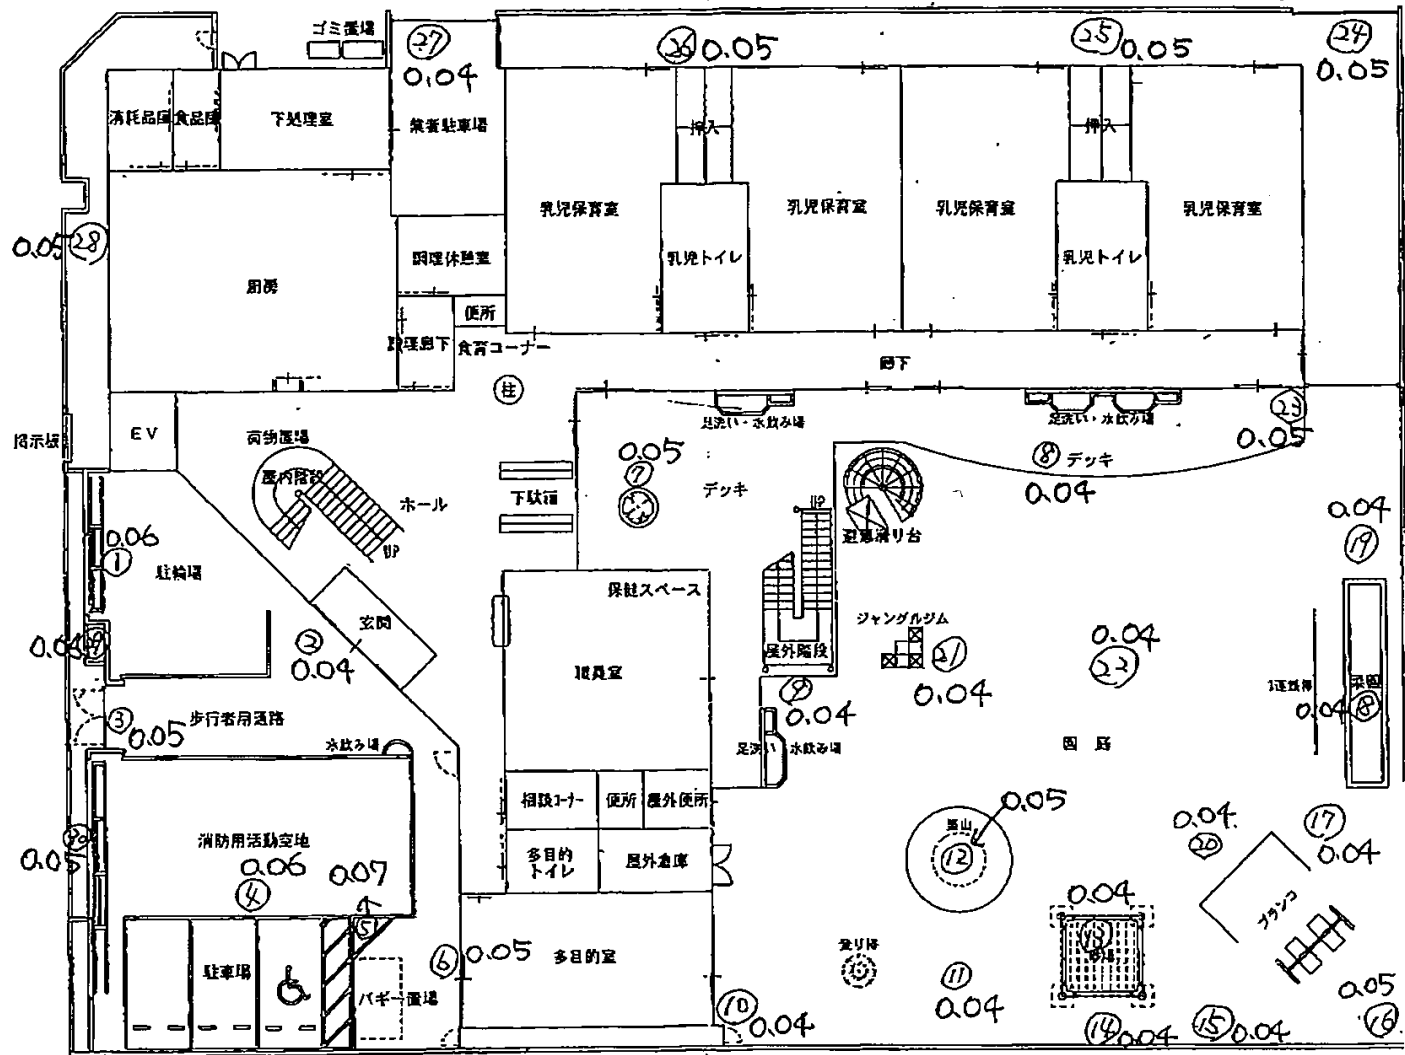 ゴミ置場
27
0.04
26 0.05
25 0.05
24
0.05
消耗品庫
食品庫
下処理室
業者駐車場
押入
押入
乳児保育室
乳児保育室
乳児保育室
乳児保育室
0.05 28
厨房
調理休憩室
乳児トイレ
乳児トイレ
便所
調理廊下
食育コーナー
廊下
柱
掲示板
EV
荷物置場
屋内階段
ホール
UP
下駄箱
足洗い・水飲み場
足洗い・水飲み場
23
0.05
0.05
7
デッキ
8
デッキ
0.04
UP
避難滑り台
0.04
19
0.06
1
駐輪場
玄関
保健スペース
職員室
屋外階段
ジャングルジム
21
0.04
0.04
22
2
0.04
3
0.05
歩行者用通路
水飲み場
9
0.04
足洗い・水飲み場
園庭
菜園
0.04 18
相談コーナー
便所
屋外便所
多目的
トイレ
屋外倉庫
0.05
消防用活動空地
0.06
4
0.07
5
築山
0.05
12
0.04
20
17
0.04
ブランコ
駐車場
バギー置場
6 0.05
多目的室
10
0.04
登り棒
11
0.04
0.04
13
砂場
14 0.04
15 0.04
0.05
16